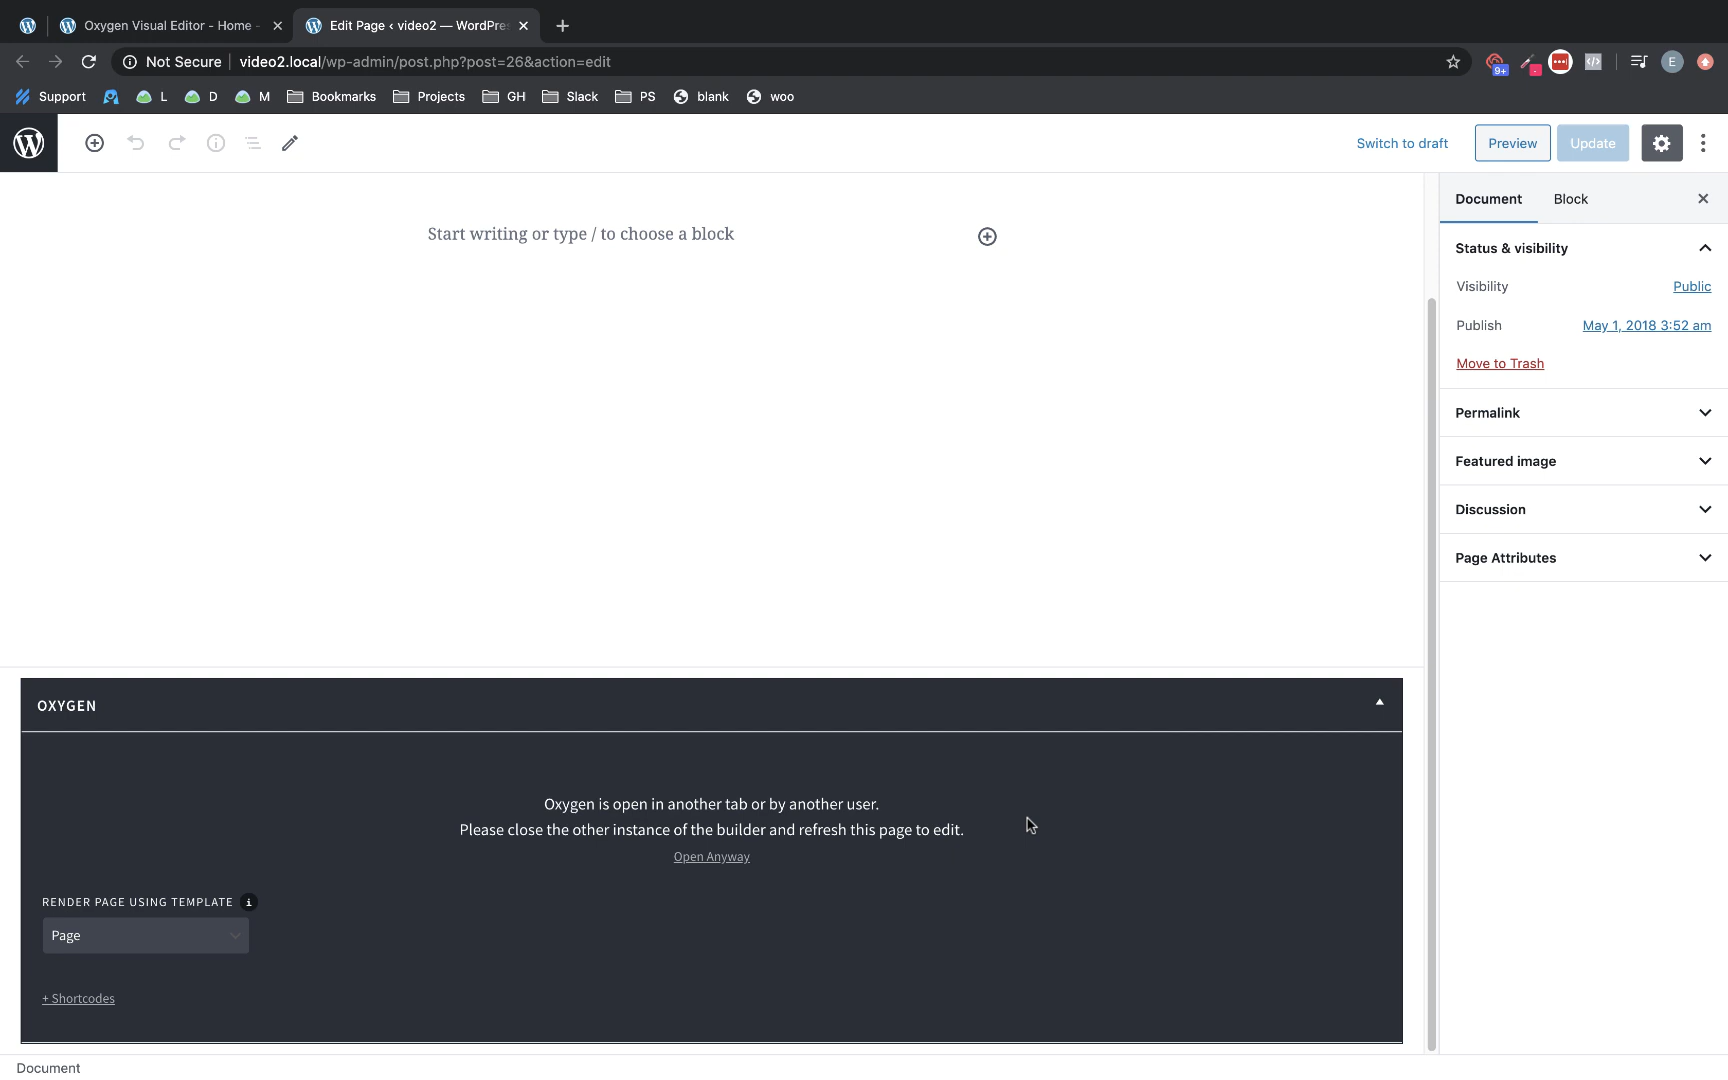 Oxygen Visual Editor - Home -
Edit Page ‹ video2 — WordPres
Not Secure
video2.local/wp-admin/post.php?post=26&action=edit
9+
E
Support
L
D
M
Bookmarks
Projects
GH
Slack
PS
blank
woo
Switch to draft
Preview
Update
Start writing or type / to choose a block
Document
Block
Status & visibility
Visibility
Public
Publish
May 1, 2018 3:52 am
Move to Trash
Permalink
Featured image
Discussion
Page Attributes
OXYGEN
Oxygen is open in another tab or by another user.
Please close the other instance of the builder and refresh this page to edit.
Open Anyway
RENDER PAGE USING TEMPLATE
Page
+ Shortcodes
Document